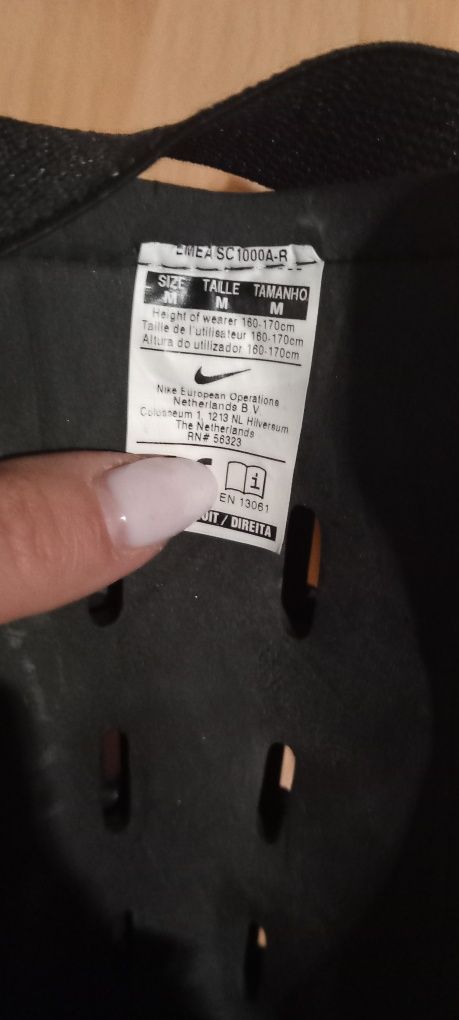 EMEA SC1000A-R
SIZE TAILLE TAMANHO
M M M
Height of wearer 160-170cm
Taille de l'utilisateur 160-170cm
Altura do utilizador 160-170cm
Nike European Operations
Netherlands B.V.
Colosseum 1, 1213 NL Hilversum
The Netherlands
RN# 56323
i
EN 13061
/ DIREITA